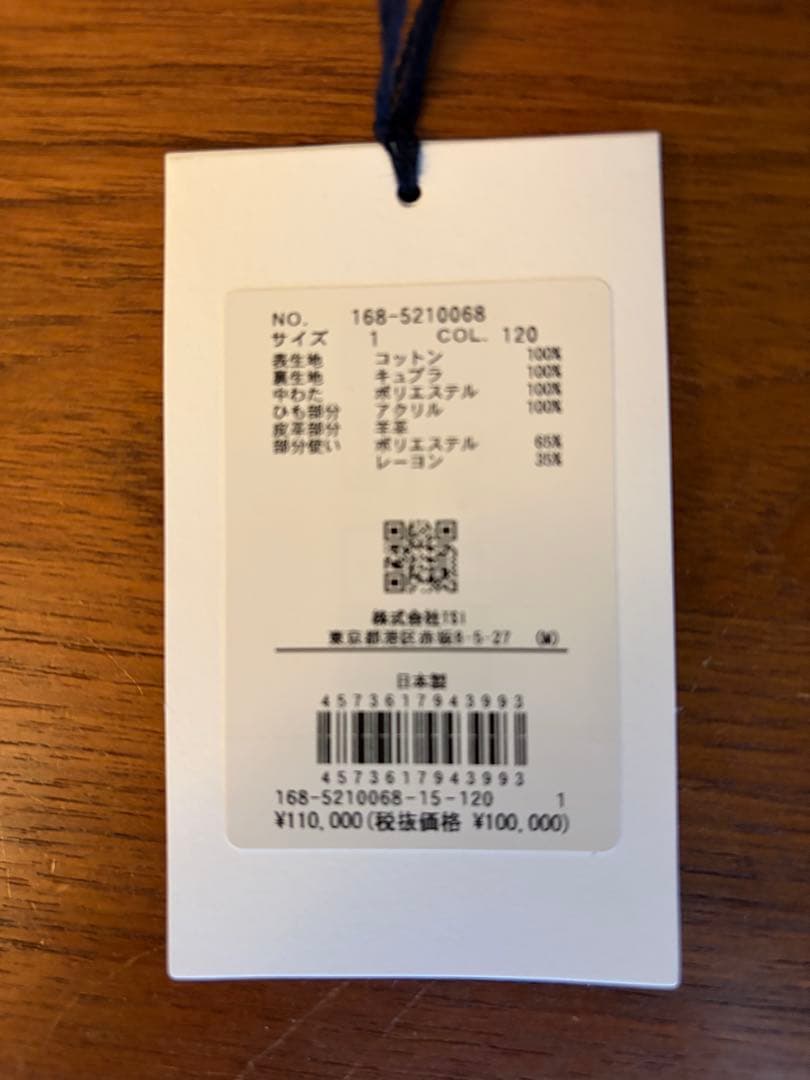 NO. 168-5210068
サイズ 1 COL. 120
表生地 コットン 100%
裏生地 キュプラ 100%
中わた ポリエステル 100%
ひも部分 アクリル 100%
皮革部分 羊革
部分使い ポリエステル 65%
レーヨン 35%
株式会社TSI
東京都港区赤坂8-5-27 (M)
日本製
4573617943993
4573617943993
168-5210068-15-120 1
¥110,000(税抜価格 ¥100,000)